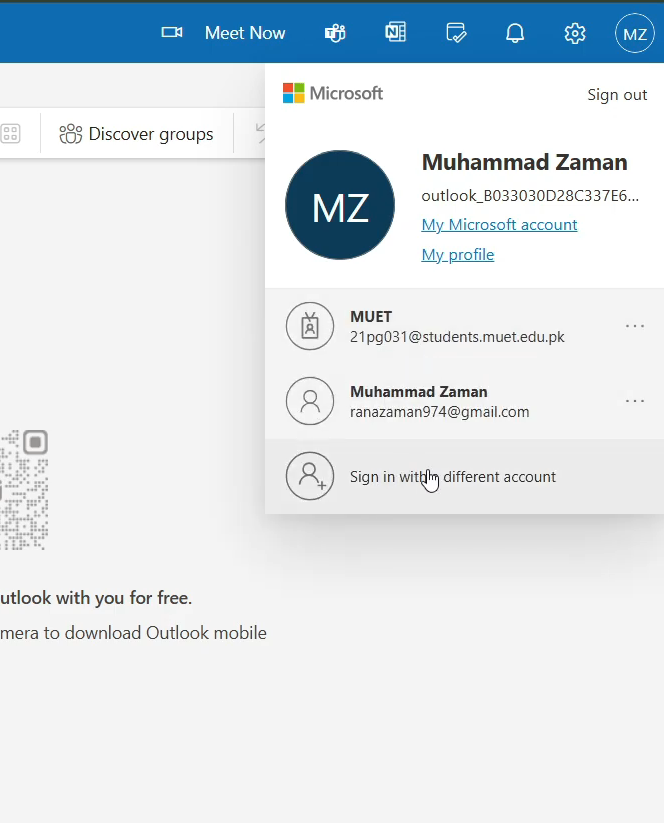 Meet Now
MZ
Microsoft
Sign out
Discover groups
MZ
Muhammad Zaman
outlook_B033030D28C337E6...
My Microsoft account
My profile
MUET
21pg031@students.muet.edu.pk
Muhammad Zaman
ranazaman974@gmail.com
Sign in with different account
utlook with you for free.
mera to download Outlook mobile